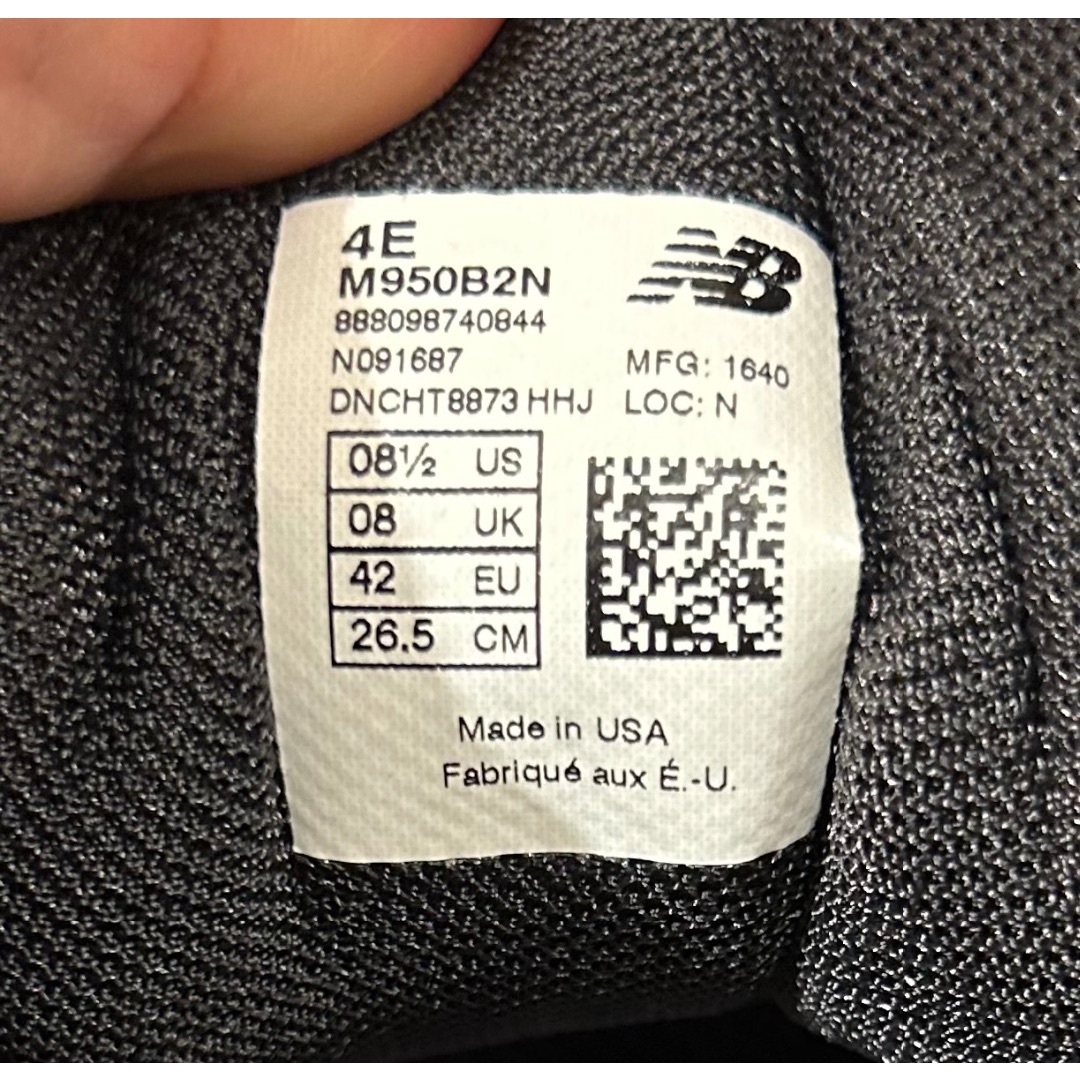 4E
M950B2N
NB
888098740844
N091687
MFG: 1640
DNCHT8873 HHJ
LOC: N
08½ US
08 UK
42 EU
26.5 CM
Made in USA
Fabriqué aux É.-U.